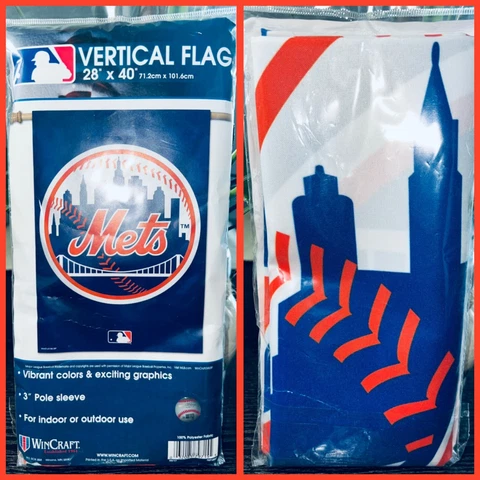 VERTICAL FLAG
28" x 40" 71.2cm x 101.6cm
Mets
TM
• Vibrant colors & exciting graphics
• 3" Pole sleeve
• For indoor or outdoor use
WINCRAFT.
100% Polyester Fabric
WWW.WINCRAFT.COM